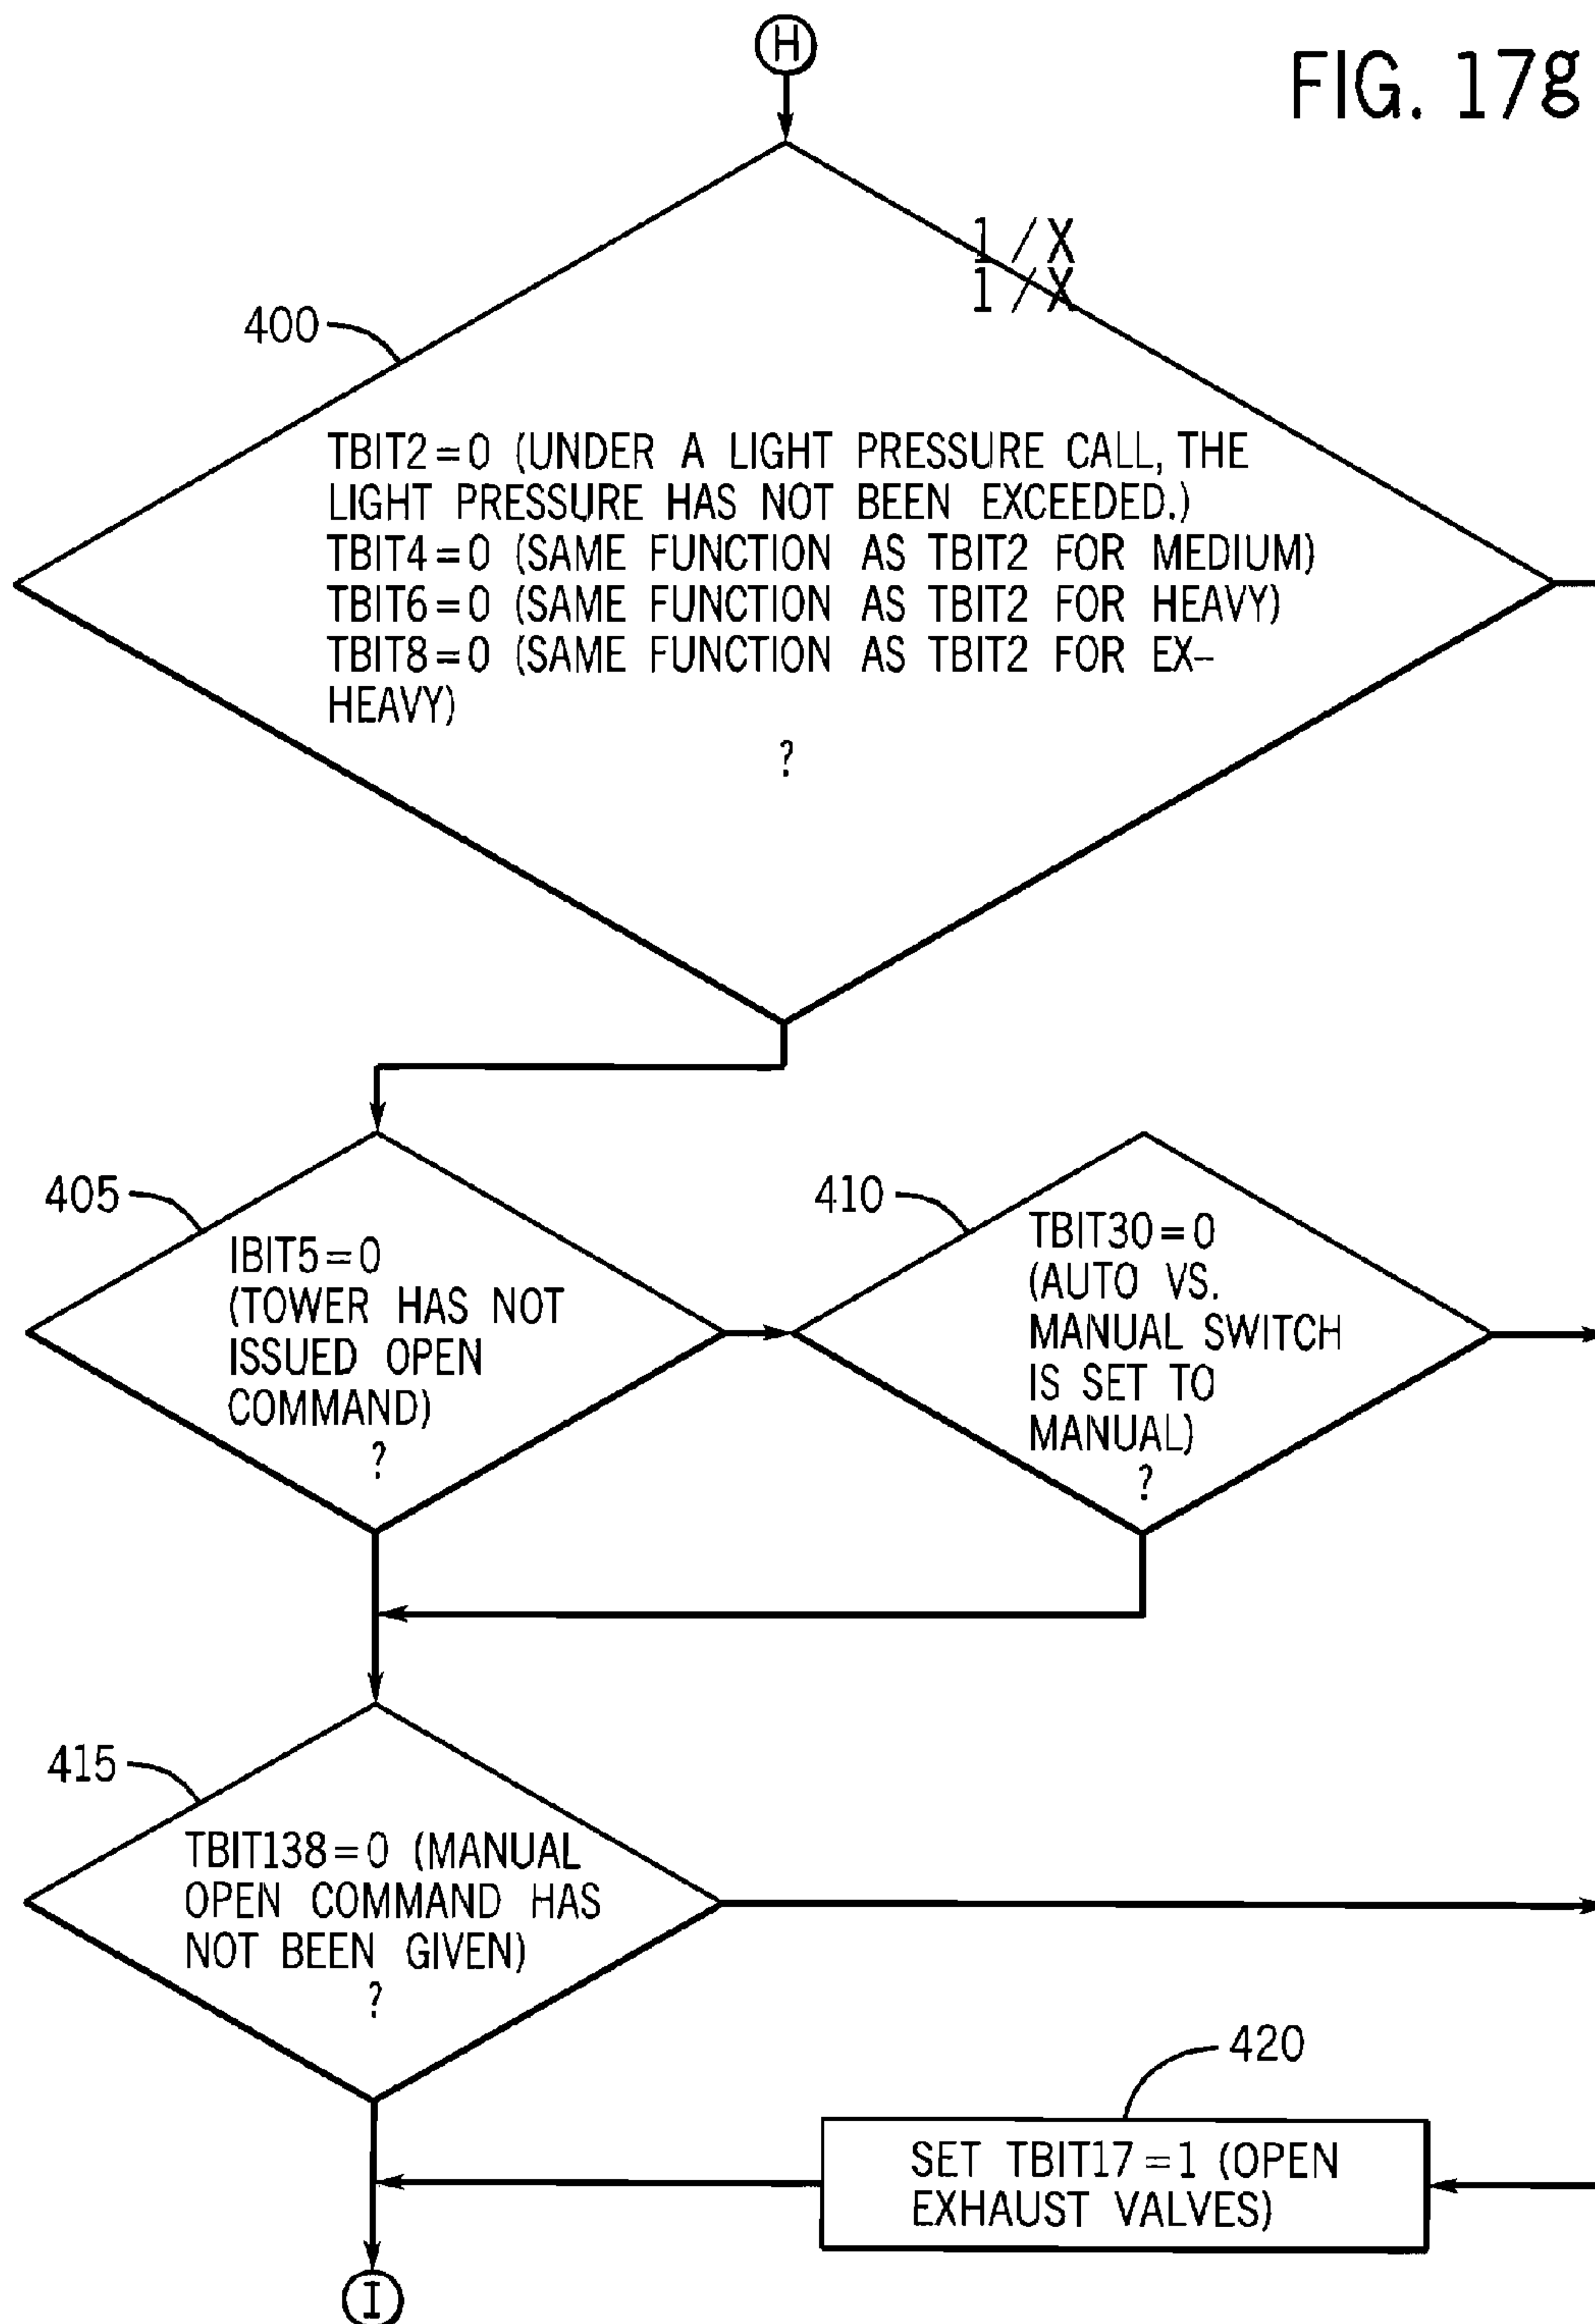 H
FIG. 17g
1/X
1/X
400
TBIT2=0 (UNDER A LIGHT PRESSURE CALL, THE
LIGHT PRESSURE HAS NOT BEEN EXCEEDED.)
TBIT4=0 (SAME FUNCTION AS TBIT2 FOR MEDIUM)
TBIT6=0 (SAME FUNCTION AS TBIT2 FOR HEAVY)
TBIT8=0 (SAME FUNCTION AS TBIT2 FOR EX-
HEAVY)
?
405
IBIT5=0
(TOWER HAS NOT
ISSUED OPEN
COMMAND)
?
410
TBIT30=0
(AUTO VS.
MANUAL SWITCH
IS SET TO
MANUAL)
?
415
TBIT138=0 (MANUAL
OPEN COMMAND HAS
NOT BEEN GIVEN)
?
420
SET TBIT17=1 (OPEN
EXHAUST VALVES)
I